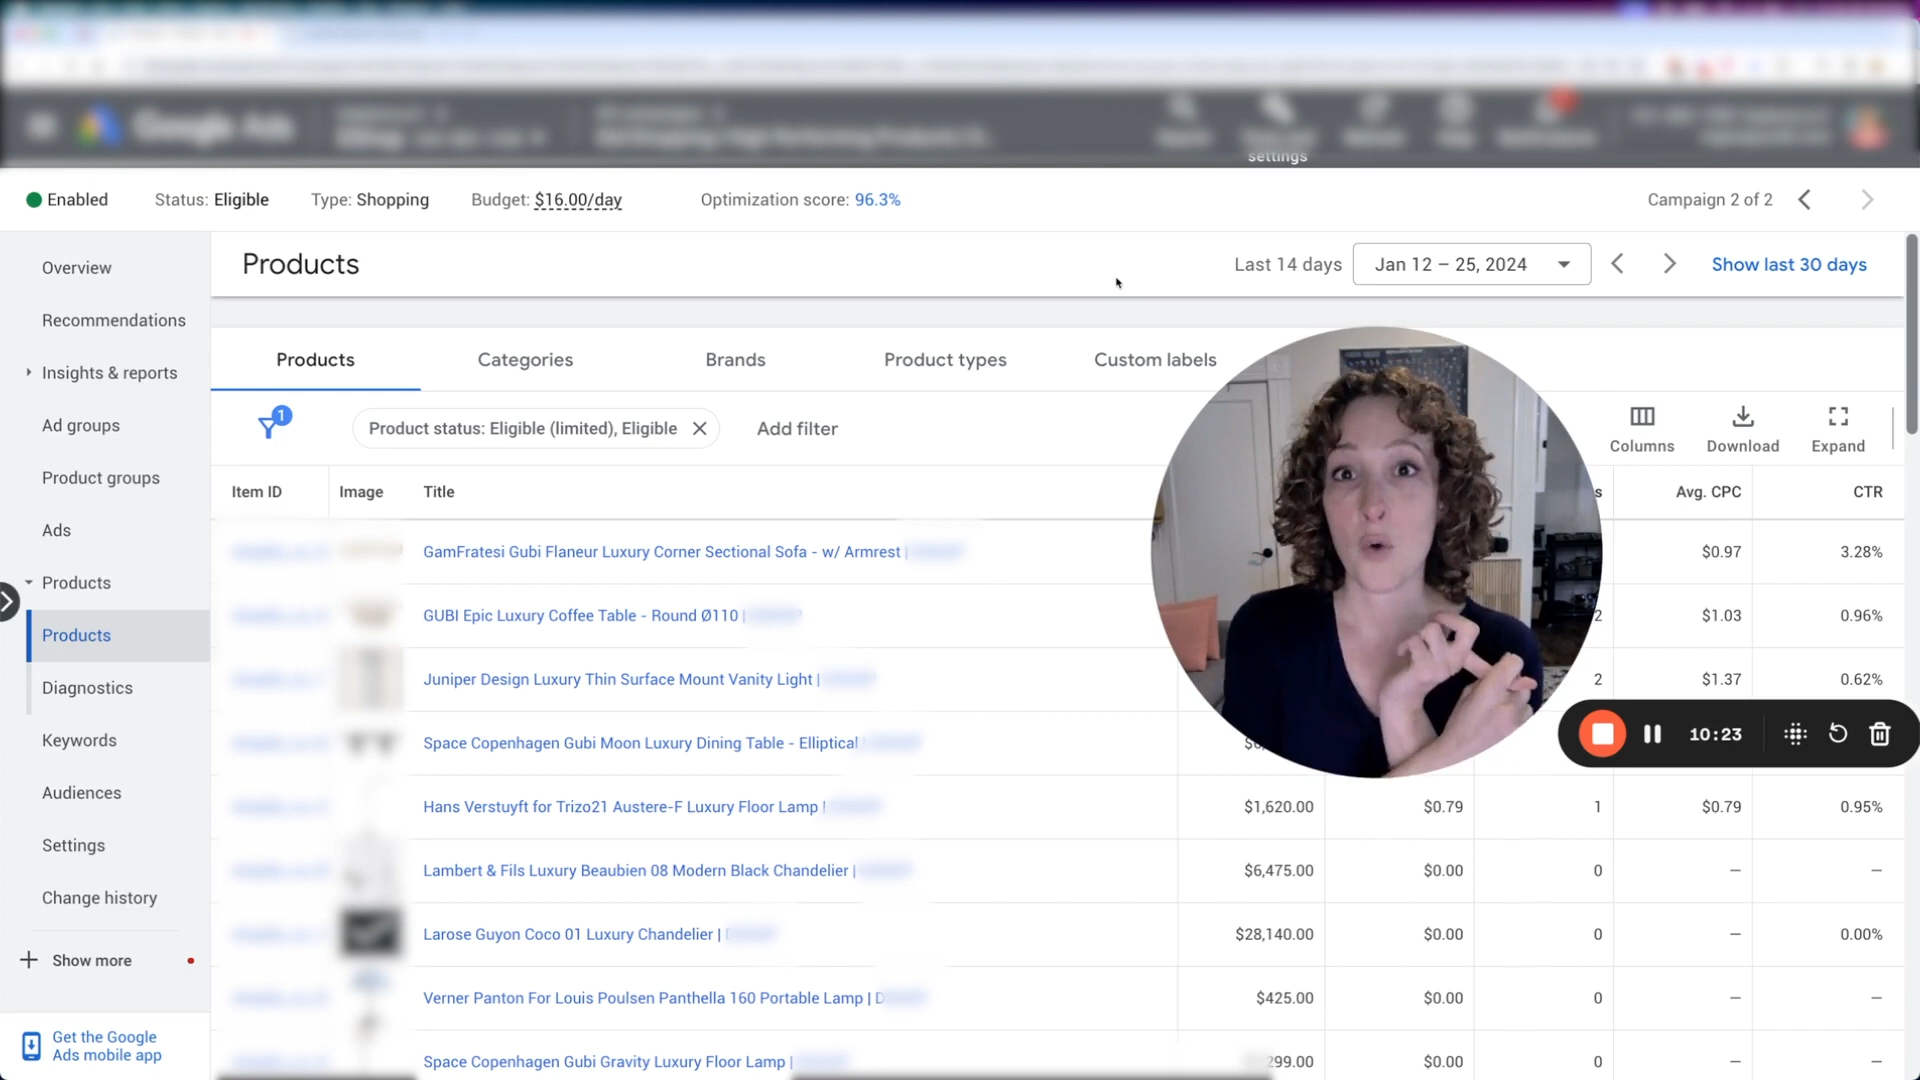 Google Ads
settings
Enabled
Status: Eligible
Type: Shopping
Budget: $16.00/day
Optimization score: 96.3%
Campaign 2 of 2
Overview
Recommendations
Insights & reports
Ad groups
Product groups
Ads
Products
Products
Diagnostics
Keywords
Audiences
Settings
Change history
Show more
Get the Google
Ads mobile app
Products
Last 14 days
Jan 12 – 25, 2024
Show last 30 days
Products
Categories
Brands
Product types
Custom labels
1
Product status: Eligible (limited), Eligible
Add filter
Columns
Download
Expand
Item ID Image Title s Avg. CPC CTR
GamFratesi Gubi Flaneur Luxury Corner Sectional Sofa - w/ Armrest | $0.97 3.28%
GUBI Epic Luxury Coffee Table - Round Ø110 | 2 $1.03 0.96%
Juniper Design Luxury Thin Surface Mount Vanity Light | 2 $1.37 0.62%
Space Copenhagen Gubi Moon Luxury Dining Table - Elliptical
10:23
Hans Verstuyft for Trizo21 Austere-F Luxury Floor Lamp | $1,620.00 $0.79 1 $0.79 0.95%
Lambert & Fils Luxury Beaubien 08 Modern Black Chandelier | $6,475.00 $0.00 0 – –
Larose Guyon Coco 01 Luxury Chandelier | $28,140.00 $0.00 0 – 0.00%
Verner Panton For Louis Poulsen Panthella 160 Portable Lamp | D $425.00 $0.00 0 – –
Space Copenhagen Gubi Gravity Luxury Floor Lamp | 299.00 $0.00 0 – –